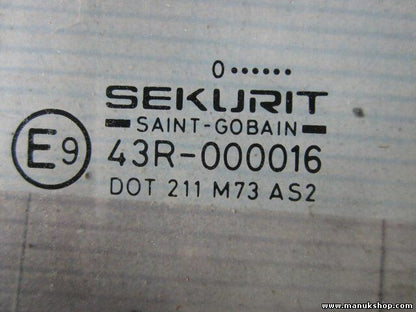 0••••••
SEKURIT
SAINT-GOBAIN
E9 43R-000016
DOT 211 M73 AS2
www.manukshop.com